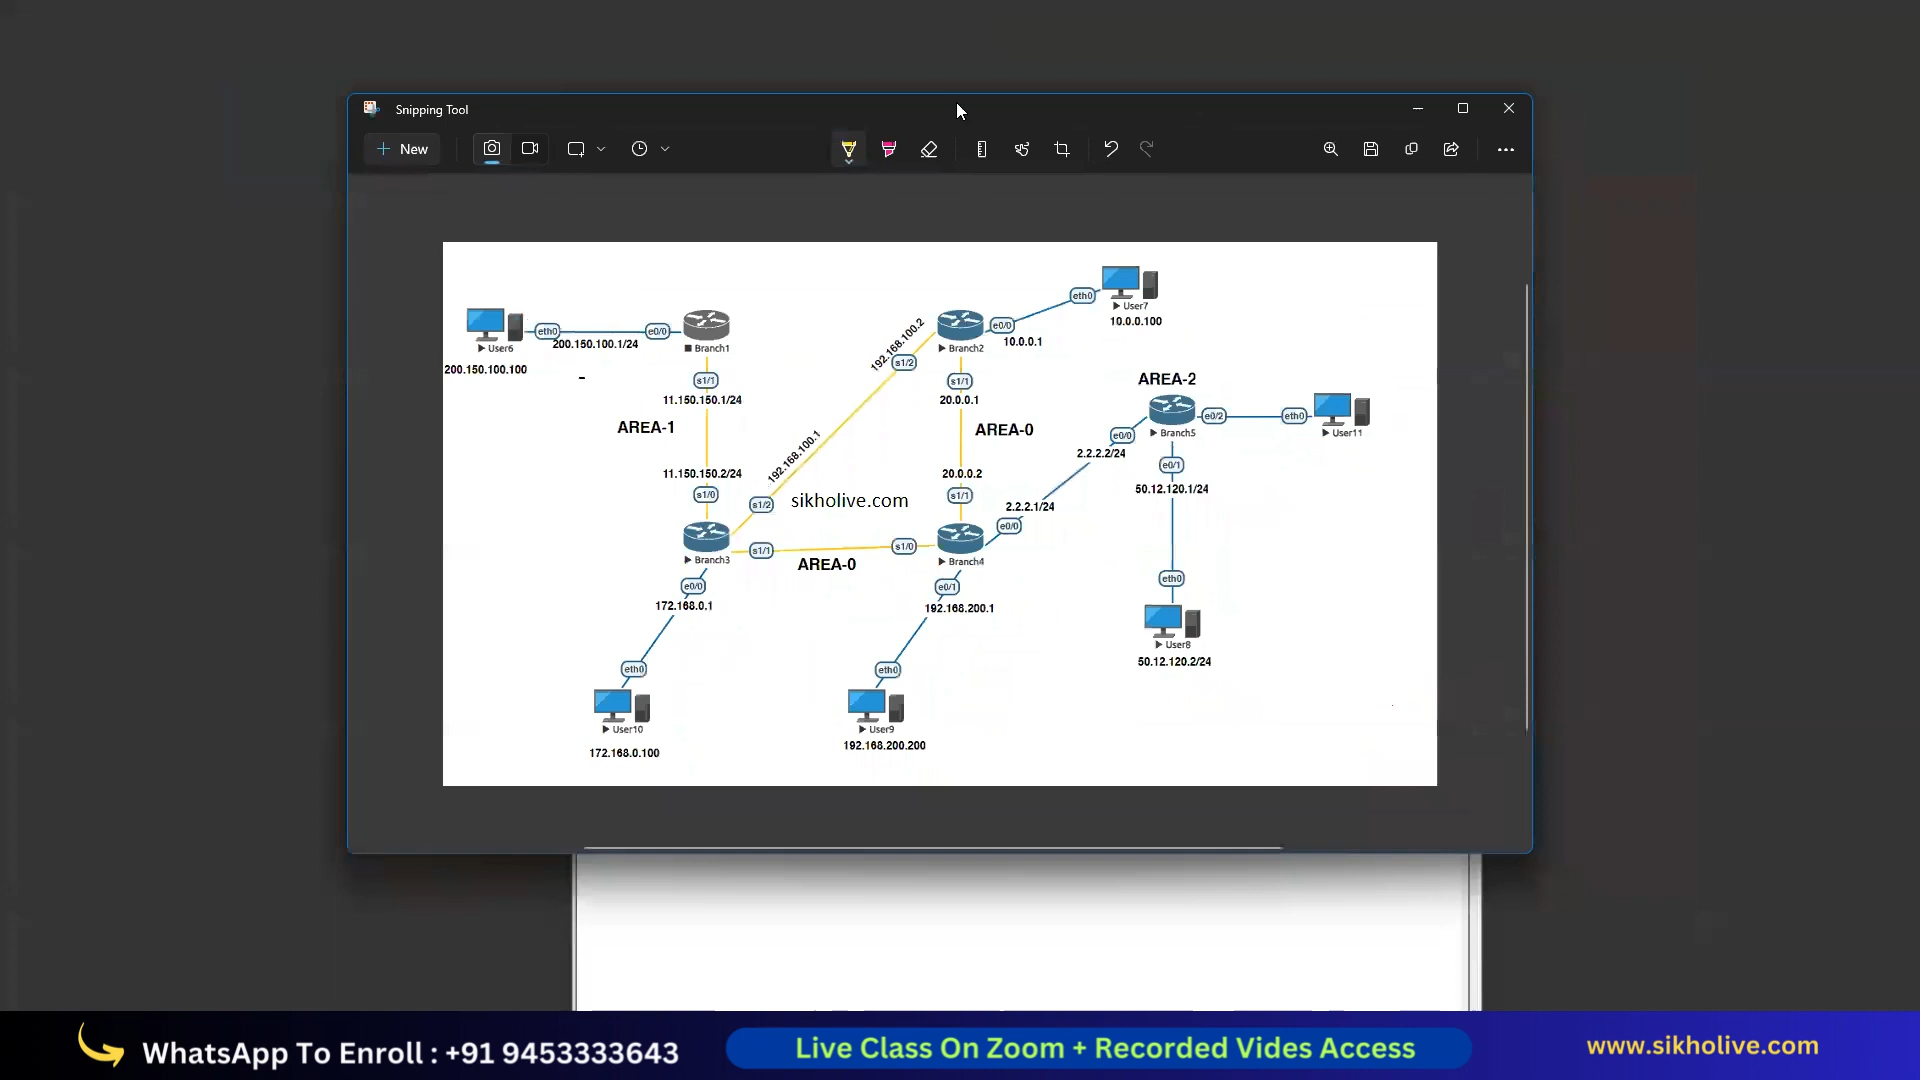 Snipping Tool
New
eth0
User7
10.0.0.100
192.168.100.2
e0/0
10.0.0.1
eth0
e0/0
200.150.100.1/24
User6
Branch1
200.150.100.100
Branch2
s1/2
s1/1
11.150.150.1/24
s1/1
20.0.0.1
AREA-2
e0/2
eth0
Branch5
User11
AREA-1
AREA-0
e0/0
2.2.2.2/24
192.168.100.1
11.150.150.2/24
20.0.0.2
e0/1
50.12.120.1/24
s1/0
s1/2
sikholive.com
s1/1
2.2.2.1/24
e0/0
Branch3
s1/1
s1/0
AREA-0
Branch4
e0/0
172.168.0.1
e0/1
192.168.200.1
eth0
User8
50.12.120.2/24
eth0
User10
172.168.0.100
eth0
User9
192.168.200.200
WhatsApp To Enroll : +91 9453333643
Live Class On Zoom + Recorded Vides Access
www.sikholive.com